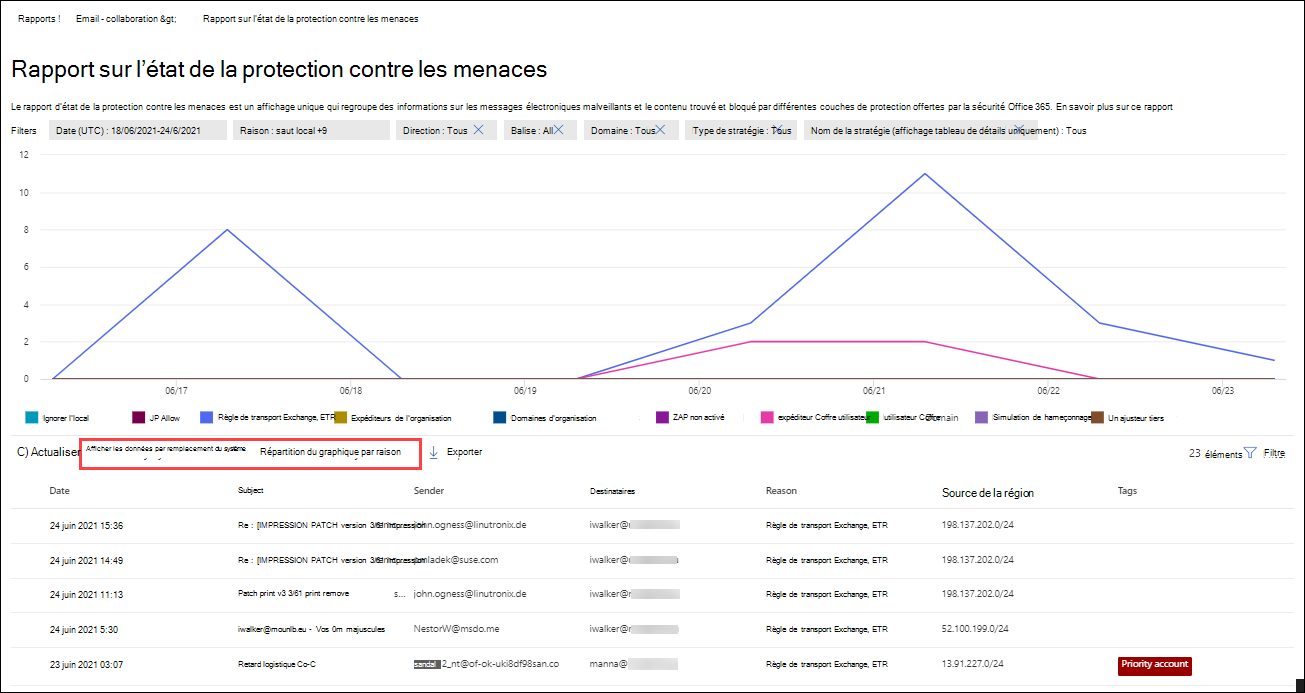 Rapports ! Email - collaboration &gt; Rapport sur l'état de la protection contre les menaces
Rapport sur l'état de la protection contre les menaces
Le rapport d'état de la protection contre les menaces est un affichage unique qui regroupe des informations sur les messages électroniques malveillants et le contenu trouvé et bloqué par différentes couches de protection offertes par la sécurité Office 365. En savoir plus sur ce rapport
Filters Date (UTC) : 18/06/2021-24/6/2021 Raison : saut local +9 Direction : Tous Balise : All Domaine : Tous Type de stratégie : Tous Nom de la stratégie (affichage tableau de détails uniquement) : Tous
12
10
8
6
4
2
0
06/17 06/18 06/19 06/20 06/21 06/22 06/23
Ignorer l'local JP Allow Règle de transport Exchange, ETR Expéditeurs de l'organisation Domaines d'organisation ZAP non activé expéditeur Coffre utilisateur utilisateur Coffre Domain Simulation de hameçonnage Un ajusteur tiers
C) Actualiser Afficher les données par remplacement du système. Répartition du graphique par raison Exporter 23 éléments Filtre
Date Subject Sender Destinataires Reason Source de la région Tags
24 juin 2021 15:36 Re : [IMPRESSION PATCH version 3/61 impression john.ogness@linutronix.de iwalker@ Règle de transport Exchange, ETR 198.137.202.0/24
24 juin 2021 14:49 Re : [IMPRESSION PATCH version 3/61 impression pmladek@suse.com iwalker@ Règle de transport Exchange, ETR 198.137.202.0/24
24 juin 2021 11:13 Patch print v3 3/61 print remove s... john.ogness@linutronix.de iwalker@ Règle de transport Exchange, ETR 198.137.202.0/24
24 juin 2021 5:30 iwalker@mounlb.eu - Vos 0m majuscules NestorW@msdo.me iwalker@ Règle de transport Exchange, ETR 52.100.199.0/24
23 juin 2021 03:07 Retard logistique Co-C sandal 2_nt@of-ok-uki8df98san.co manna@ Règle de transport Exchange, ETR 13.91.227.0/24 Priority account